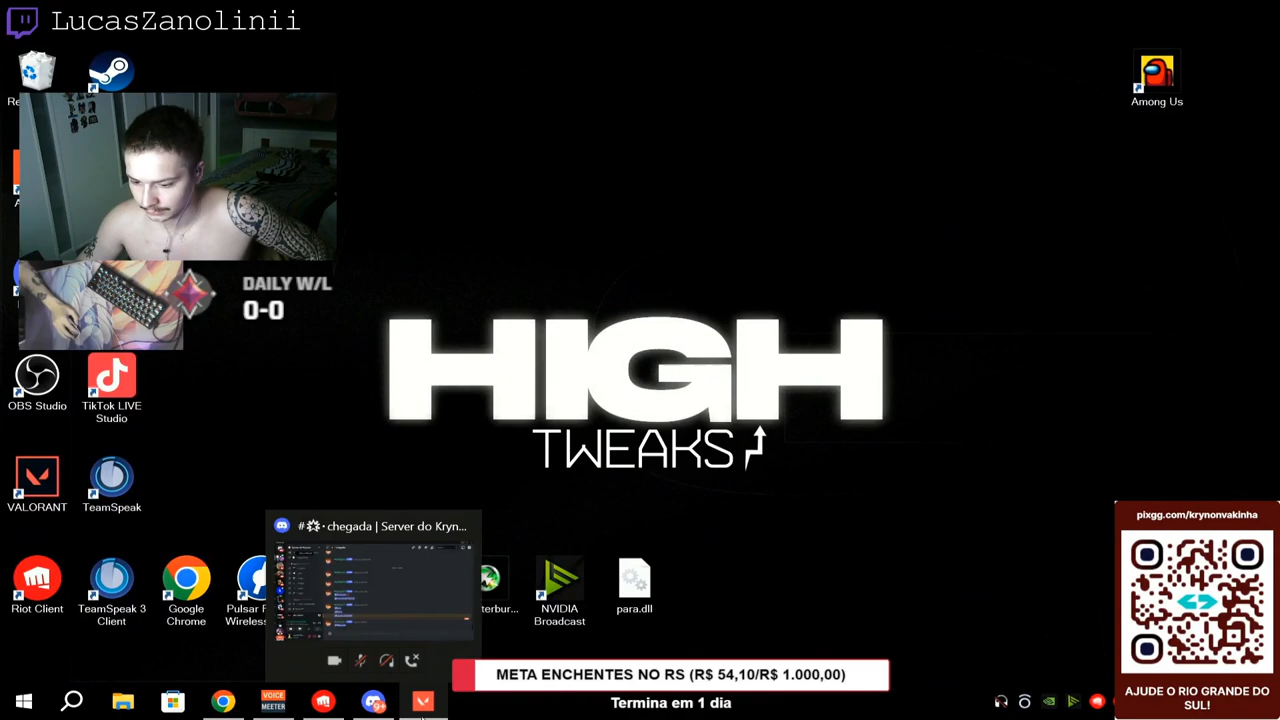 LucasZanolinii
Among Us
DAILY W/L
0-0
HIGH
TWEAKS
OBS Studio
TikTok LIVE
Studio
VALORANT
TeamSpeak
chegada | Server do Kryn...
Riot Client
TeamSpeak 3
Client
Google
Chrome
Pulsar
Wireless
NVIDIA
Broadcast
para.dll
pixgg.com/krynonvakinha
AJUDE O RIO GRANDE DO
SUL!
META ENCHENTES NO RS (R$ 54,10/R$ 1.000,00)
Termina em 1 dia
VOICE
MEETER